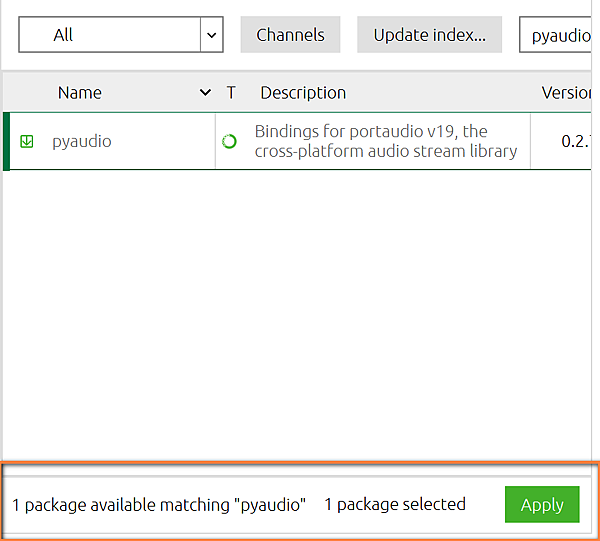 All
Channels
Update index...
pyaudio
Name
T
Description
Version
pyaudio
Bindings for portaudio v19, the
cross-platform audio stream library
0.2.
1 package available matching "pyaudio"
1 package selected
Apply